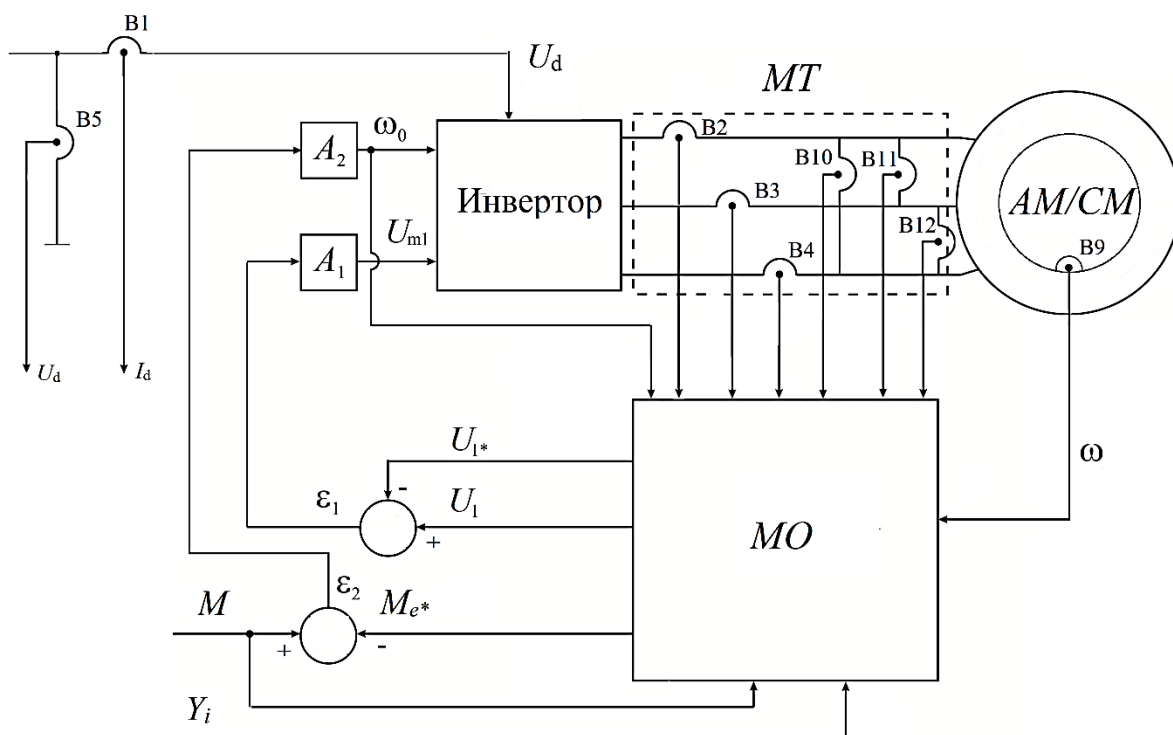 B1
U_d
MT
B5
A_2
ω_0
B2
B10
B11
Инвертор
B3
AM/CM
U_m1
B12
A_1
B4
B9
U_d
I_d
U_1*
-
ε_1
U_1
+
ω
MO
ε_2
M
M_e*
+
-
Y_i